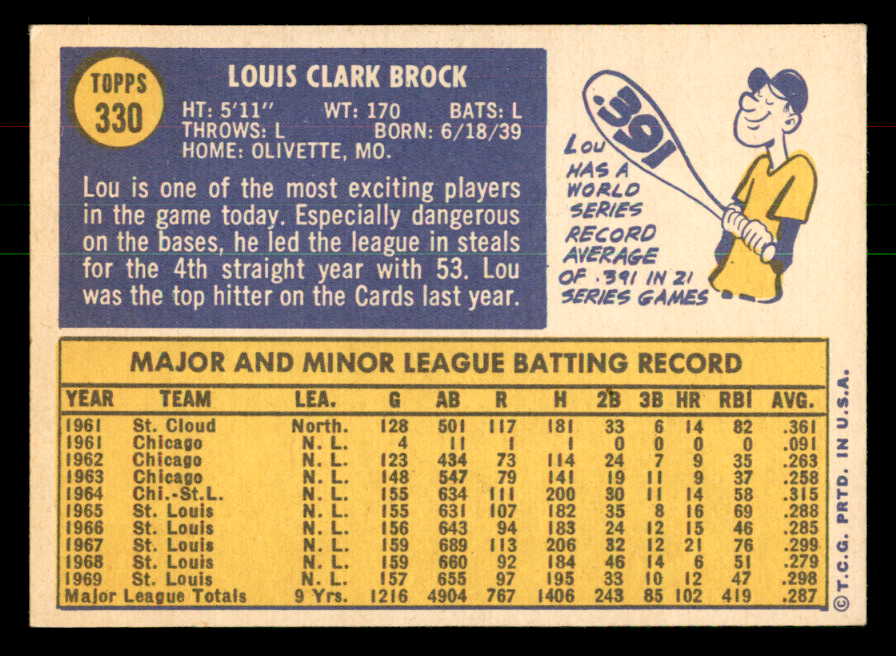 TOPPS
330
LOUIS CLARK BROCK
HT: 5'11" WT: 170 BATS: L
THROWS: L BORN: 6/18/39
HOME: OLIVETTE, MO.
Lou is one of the most exciting players
in the game today. Especially dangerous
on the bases, he led the league in steals
for the 4th straight year with 53. Lou
was the top hitter on the Cards last year.
.391
LOU
HAS A
WORLD
SERIES
RECORD
AVERAGE
OF .391 IN 21
SERIES GAMES
MAJOR AND MINOR LEAGUE BATTING RECORD
YEAR TEAM LEA. G AB R H 2B 3B HR RBI AVG.
1961 St. Cloud North. 128 501 117 181 33 6 14 82 .361
1961 Chicago N. L. 4 11 1 1 0 0 0 0 .091
1962 Chicago N. L. 123 434 73 114 24 7 9 35 .263
1963 Chicago N. L. 148 547 79 141 19 11 9 37 .258
1964 Chi.-St.L. N. L. 155 634 111 200 30 11 14 58 .315
1965 St. Louis N. L. 155 631 107 182 35 8 16 69 .288
1966 St. Louis N. L. 156 643 94 183 24 12 15 46 .285
1967 St. Louis N. L. 159 689 113 206 32 12 21 76 .299
1968 St. Louis N. L. 159 660 92 184 46 14 6 51 .279
1969 St. Louis N. L. 157 655 97 195 33 10 12 47 .298
Major League Totals 9 Yrs. 1216 4904 767 1406 243 85 102 419 .287
© T.C.G. PRTD. IN U.S.A.